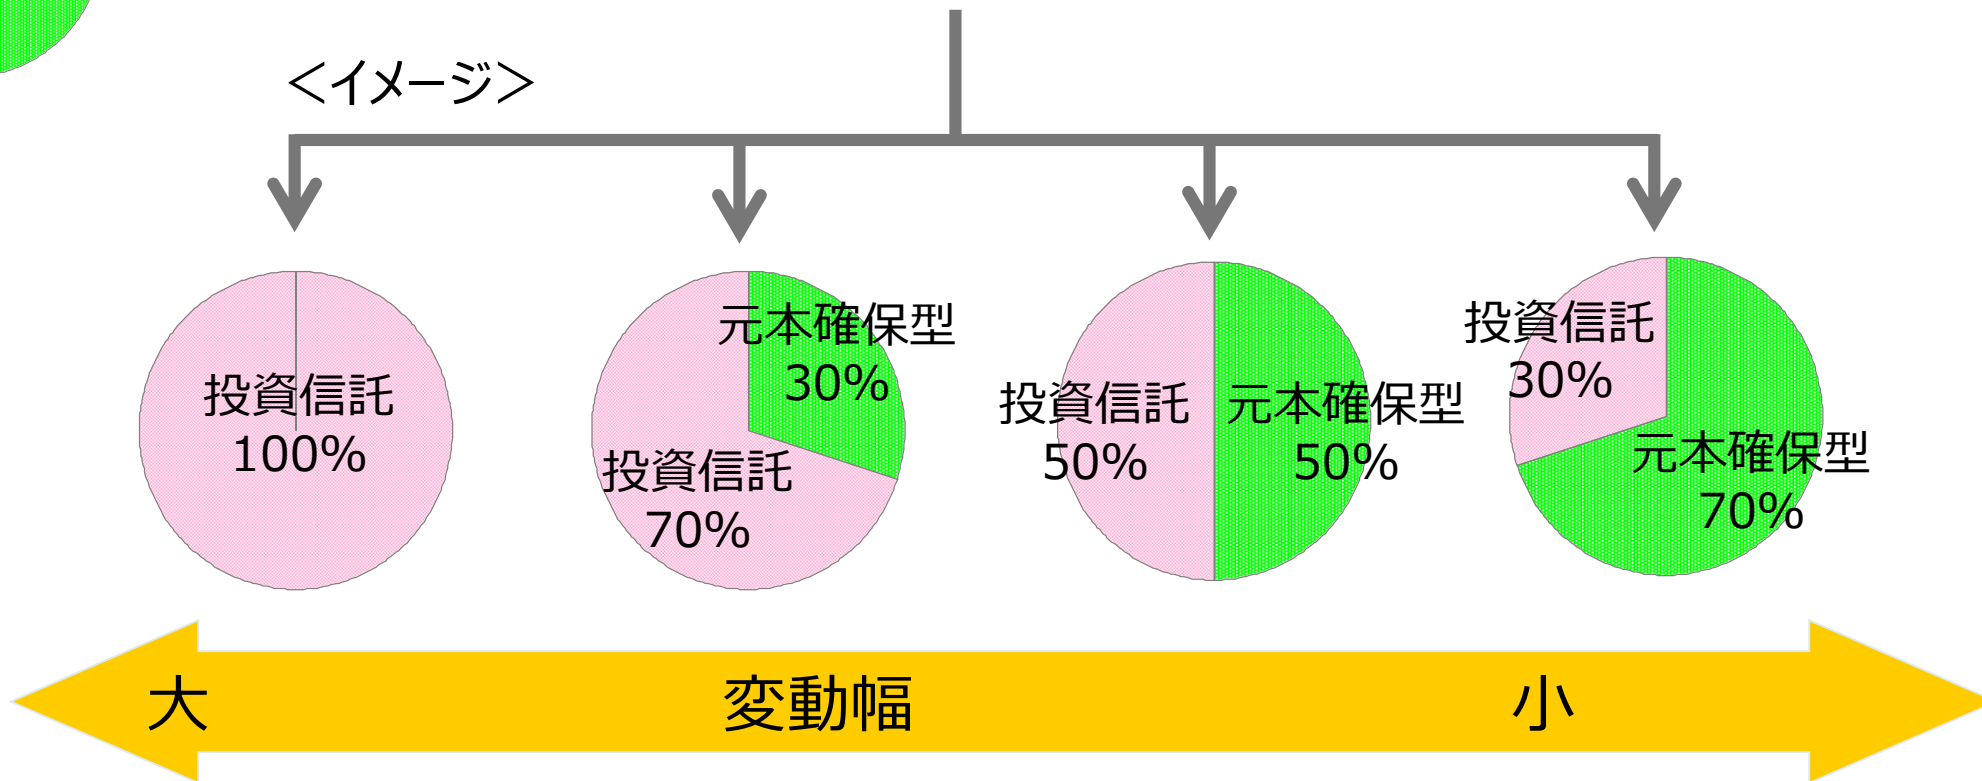 ＜イメージ＞
投資信託
100%
元本確保型
30%
投資信託
70%
投資信託
50%
元本確保型
50%
投資信託
30%
元本確保型
70%
大
変動幅
小